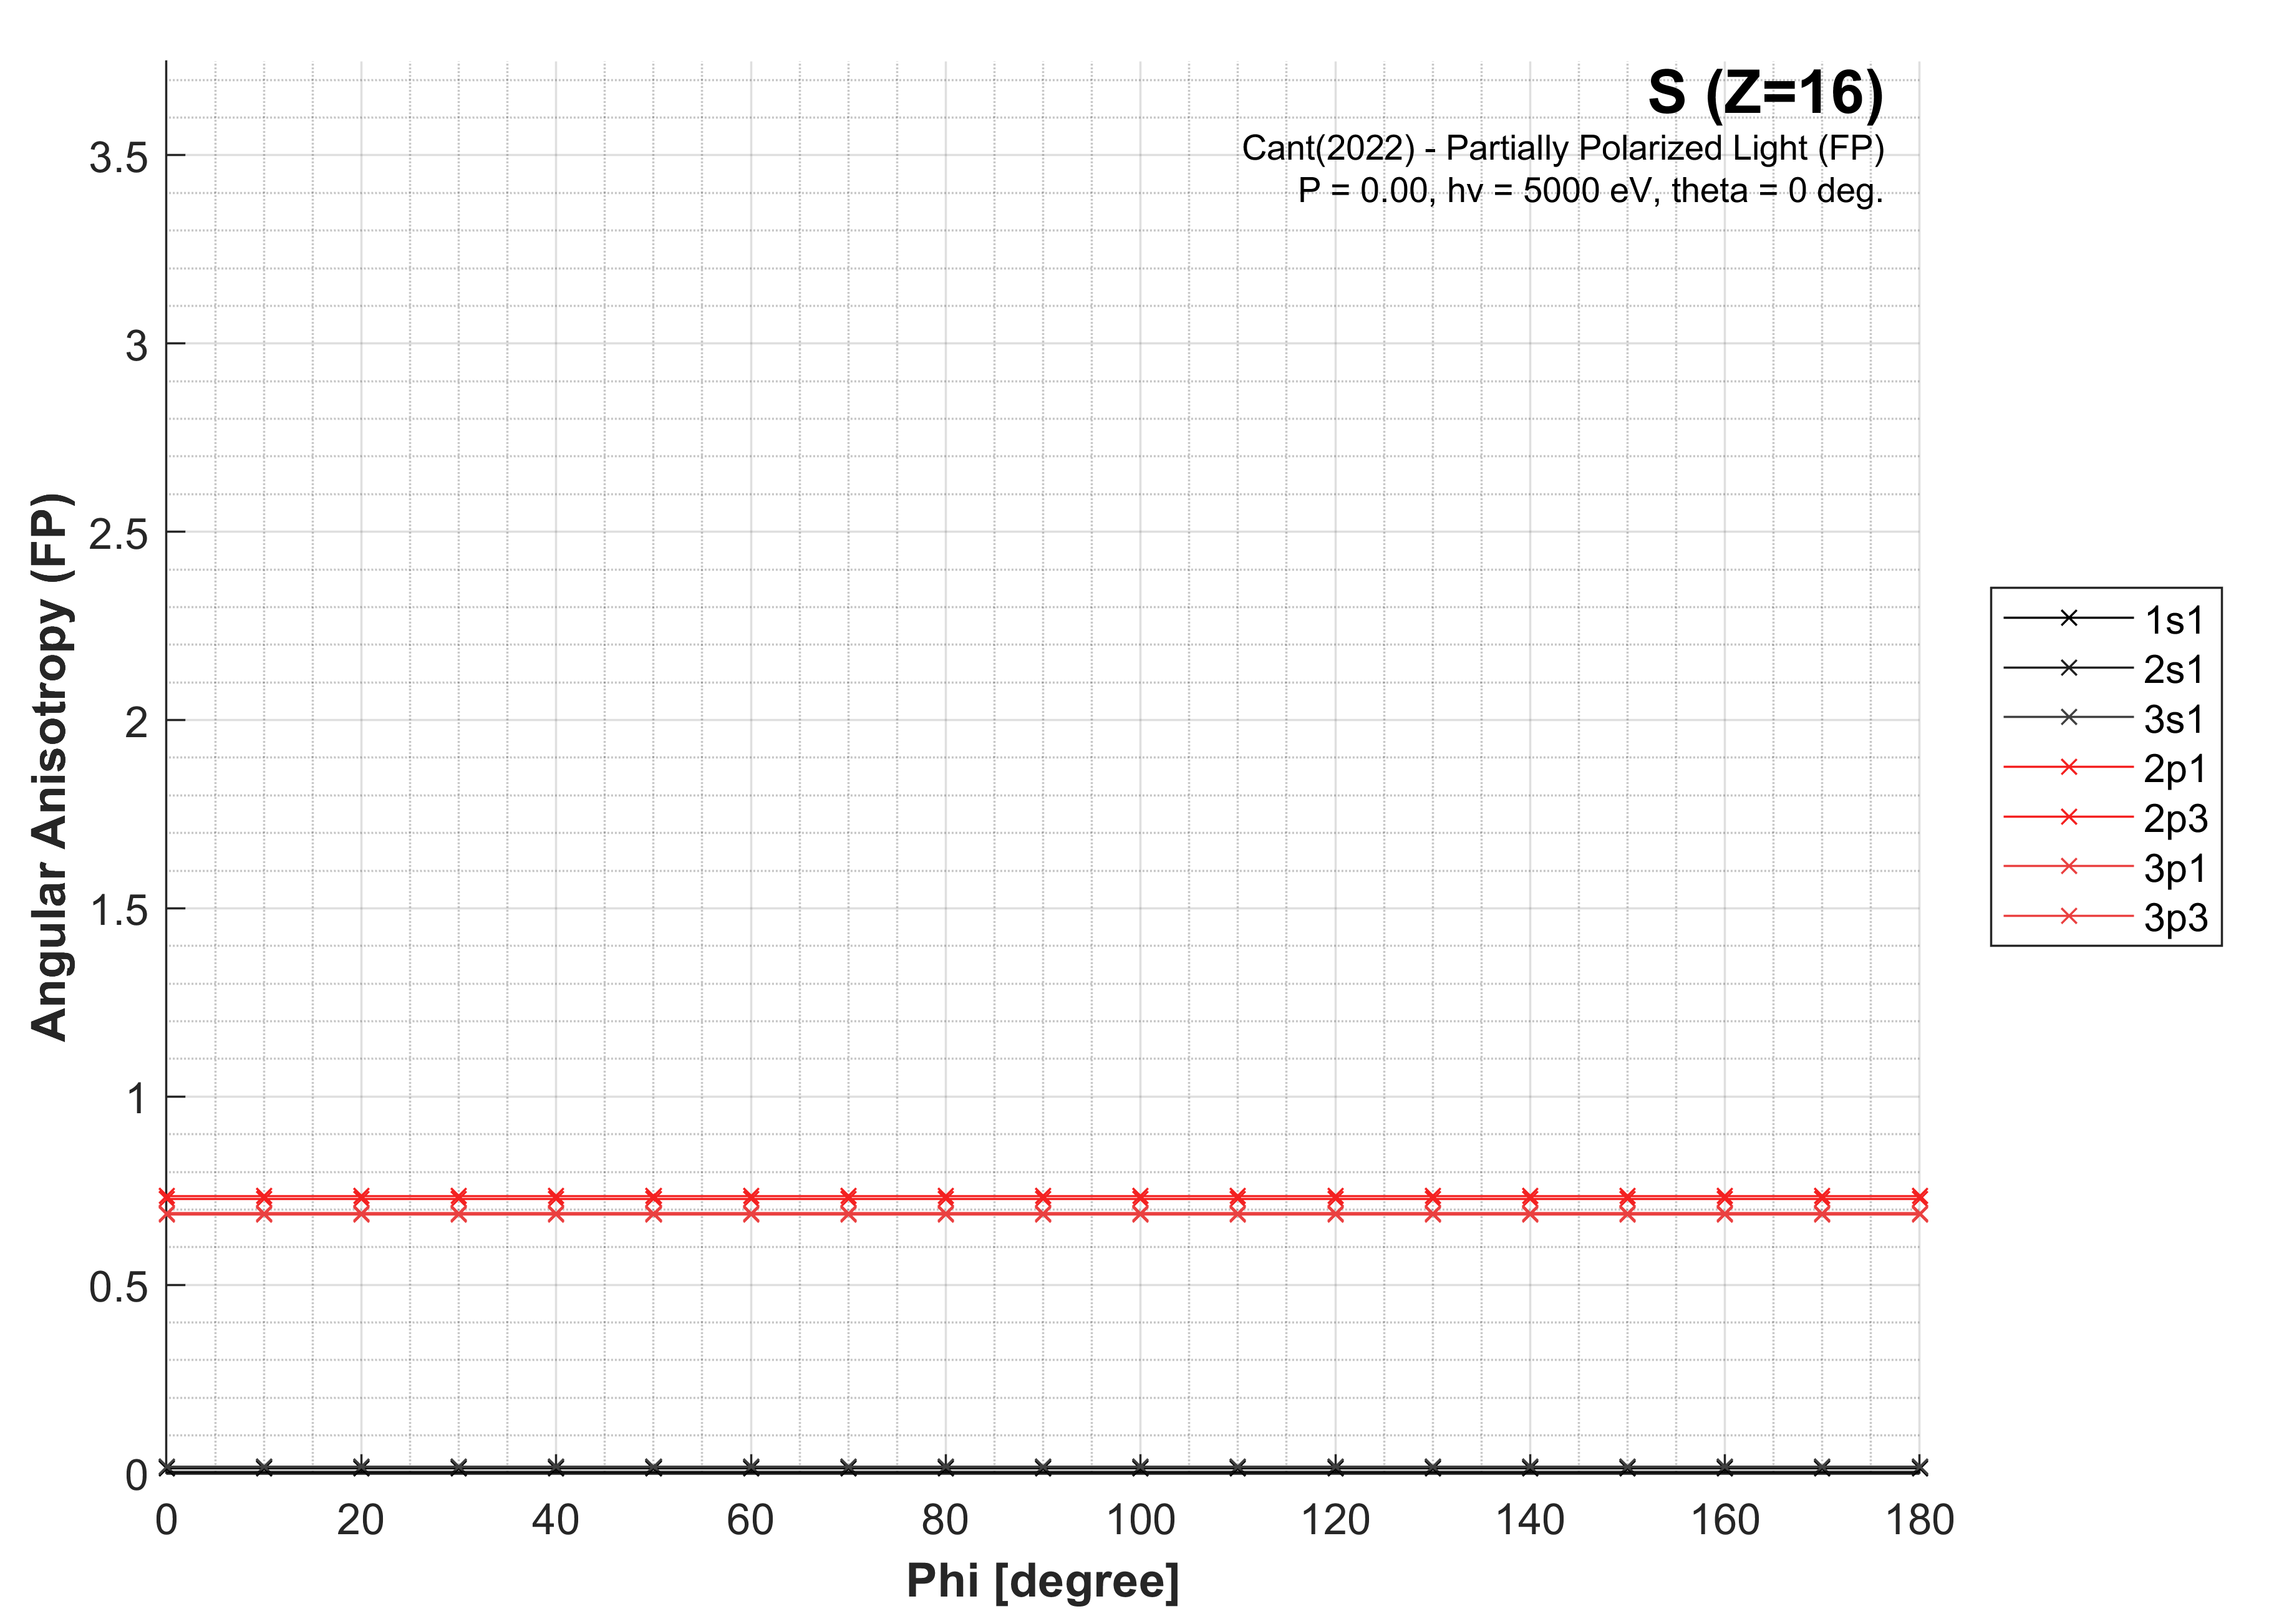 S (Z=16)
Cant(2022) - Partially Polarized Light (FP)
P = 0.00, hv = 5000 eV, theta = 0 deg.
Angular Anisotropy (FP)
3.5
3
2.5
2
1.5
1
0.5
0
0 20 40 60 80 100 120 140 160 180
Phi [degree]
1s1
2s1
3s1
2p1
2p3
3p1
3p3